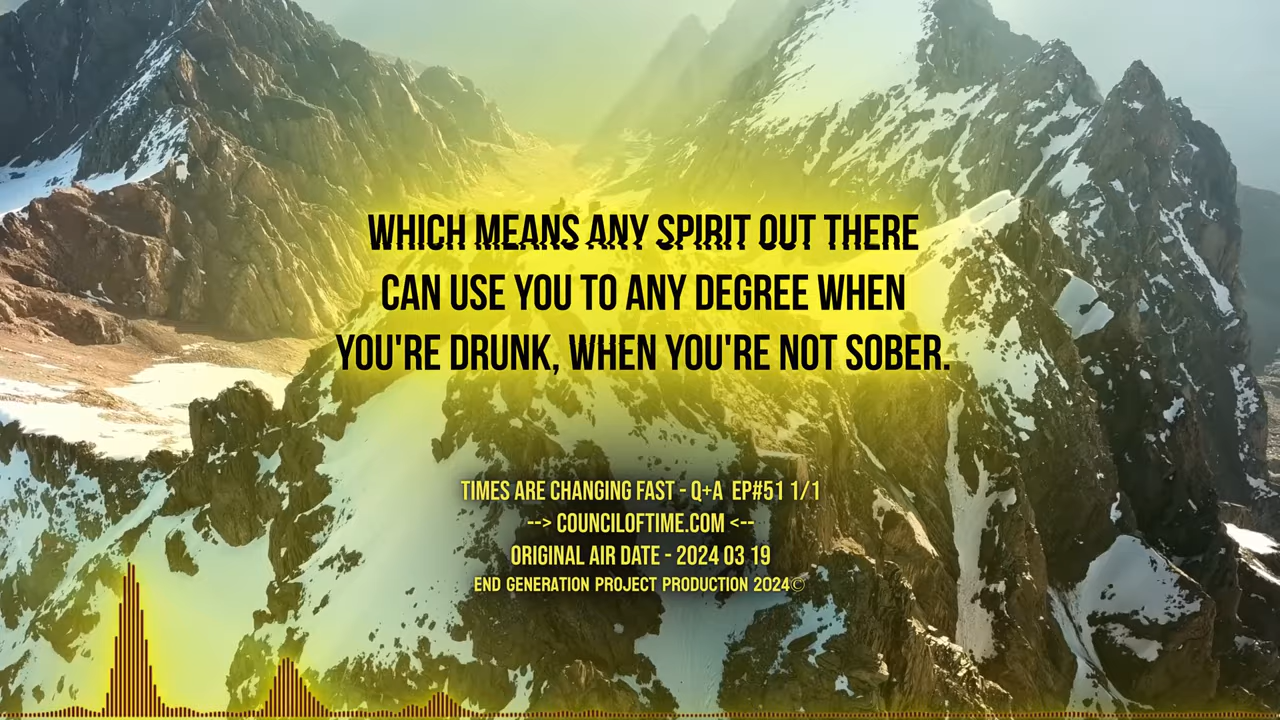 WHICH MEANS ANY SPIRIT OUT THERE
CAN USE YOU TO ANY DEGREE WHEN
YOU'RE DRUNK, WHEN YOU'RE NOT SOBER.
TIMES ARE CHANGING FAST - Q+A EP#51 1/1
--> COUNCILOFTIME.COM <--
ORIGINAL AIR DATE - 2024 03 19
END GENERATION PROJECT PRODUCTION 2024©